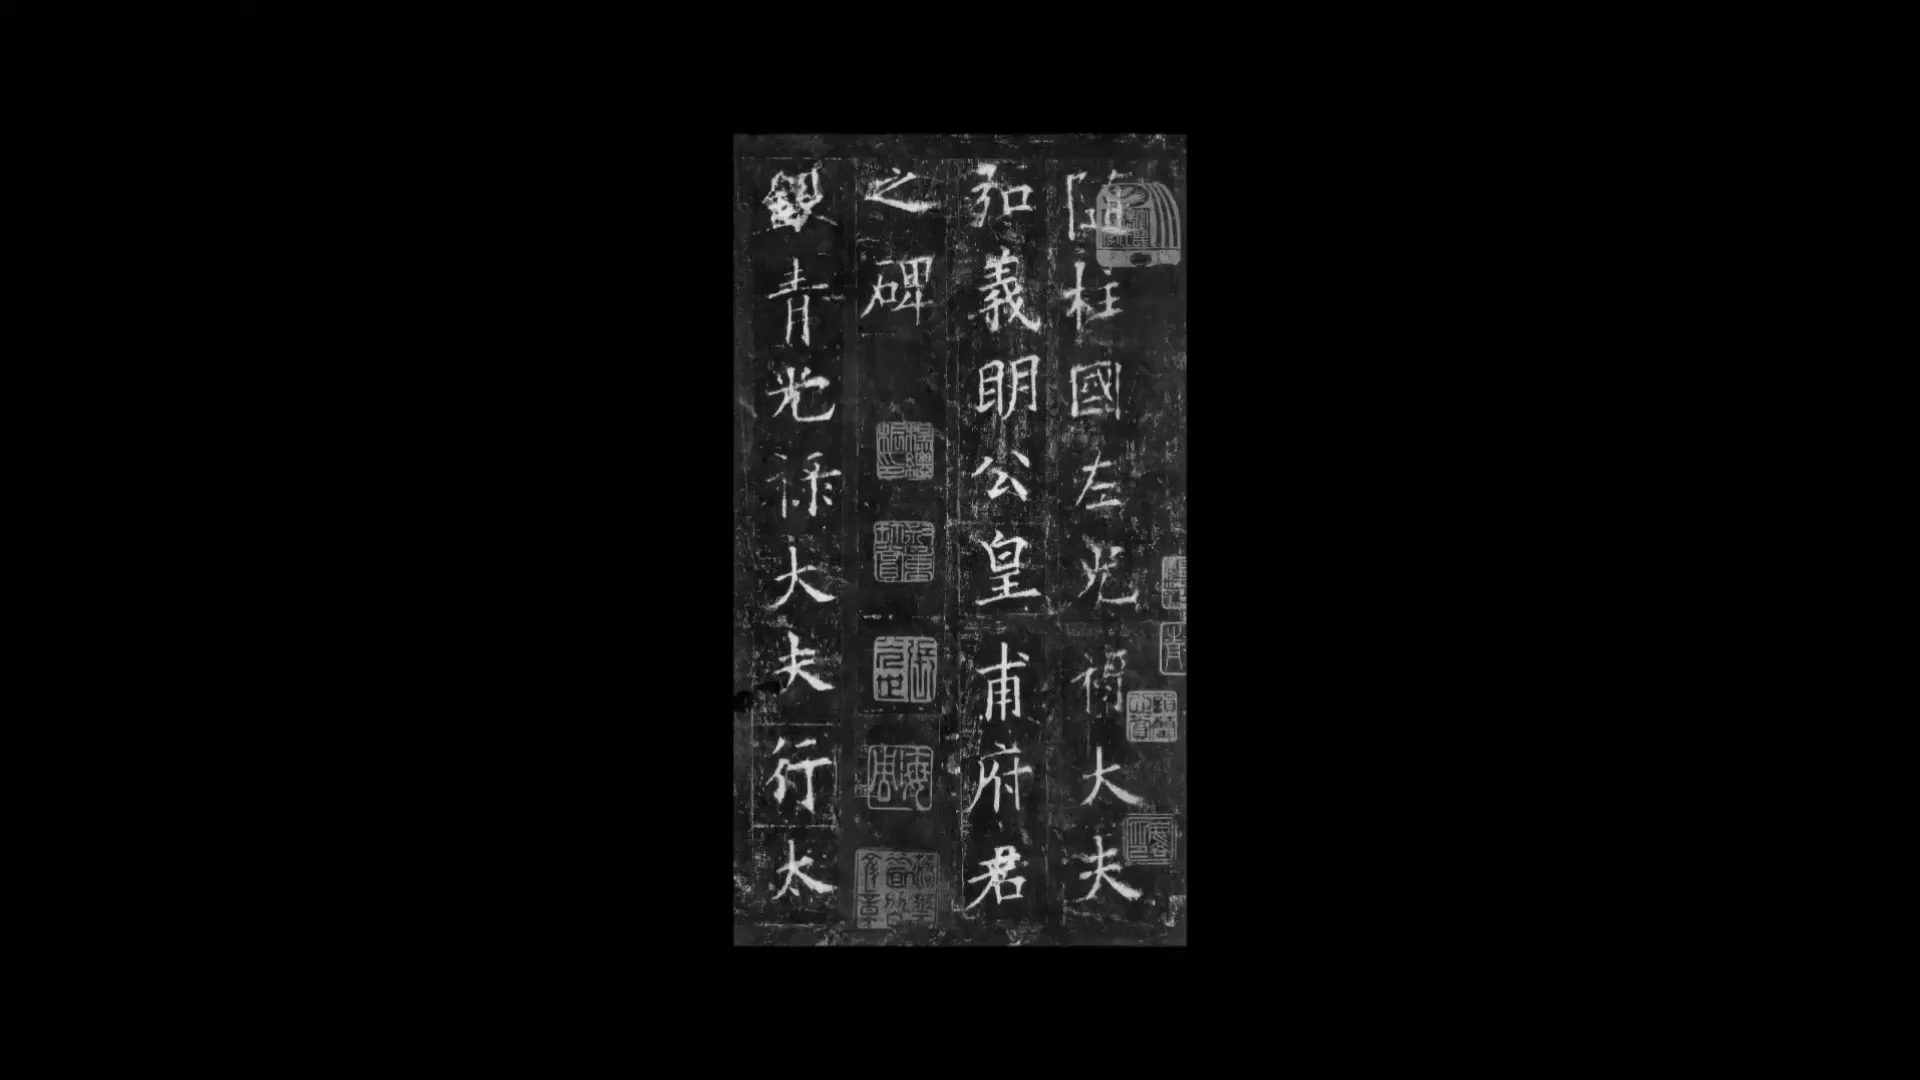 隨柱國左光祿大夫
弘義明公皇甫府君
之碑
銀青光祿大夫行太